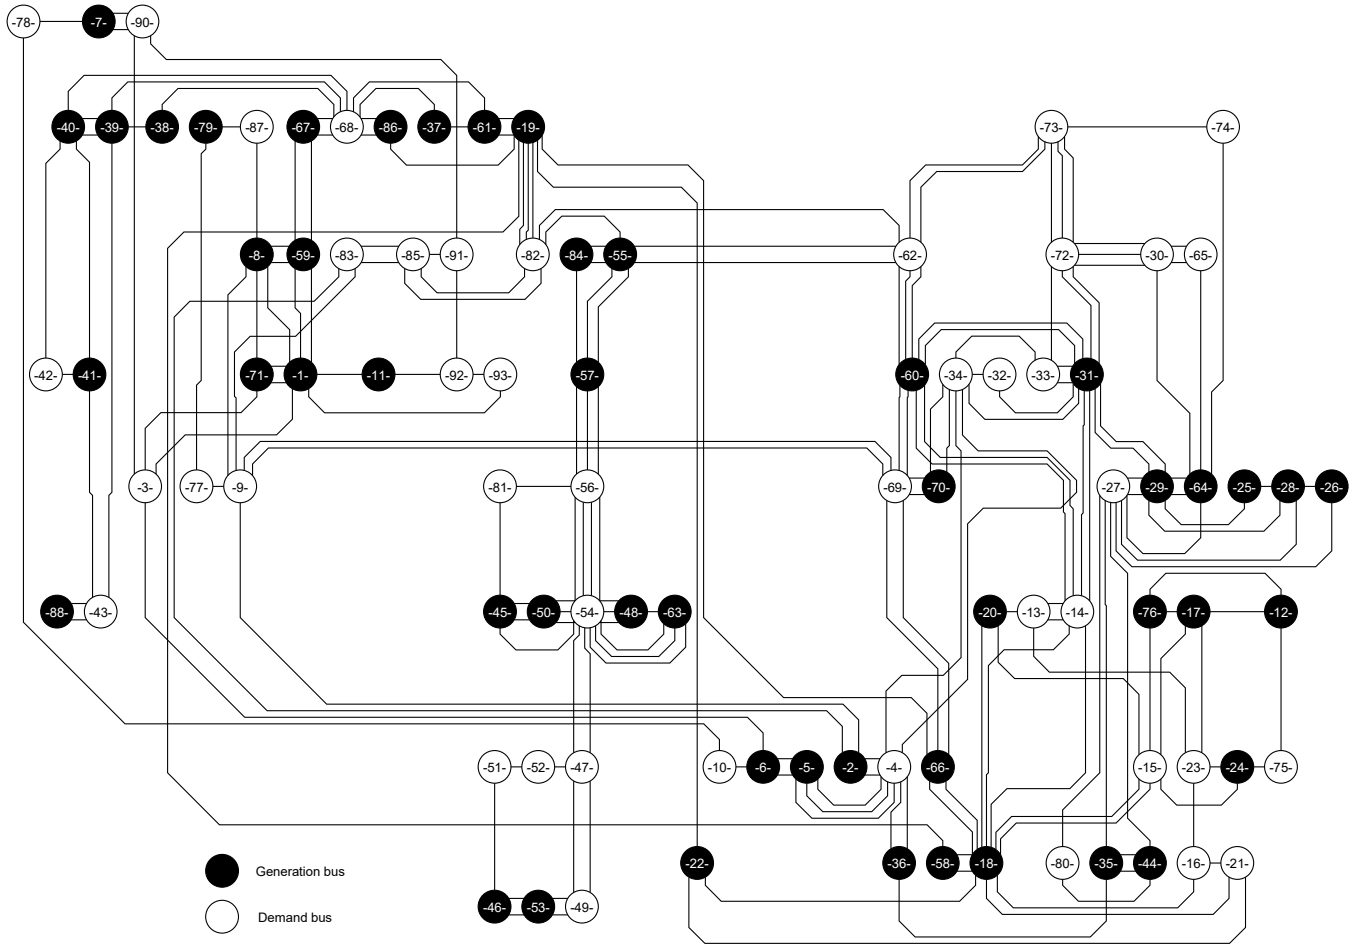 -78- -7- -90-
-40- -39- -38- -79- -87- -67- -68- -86- -37- -61- -19- -73- -74-
-8- -59- -83- -85- -91- -82- -84- -55- -62- -72- -30- -65-
-42- -41- -71- -1- -11- -92- -93- -57- -60- -34- -32- -33- -31-
-3- -77- -9- -81- -56- -69- -70- -27- -29- -64- -25- -28- -26-
-88- -43- -45- -50- -54- -48- -63- -20- -13- -14- -76- -17- -12-
-51- -52- -47- -10- -6- -5- -2- -4- -66- -15- -23- -24- -75-
-22- -36- -58- -18- -80- -35- -44- -16- -21-
Generation bus
-46- -53- -49-
Demand bus